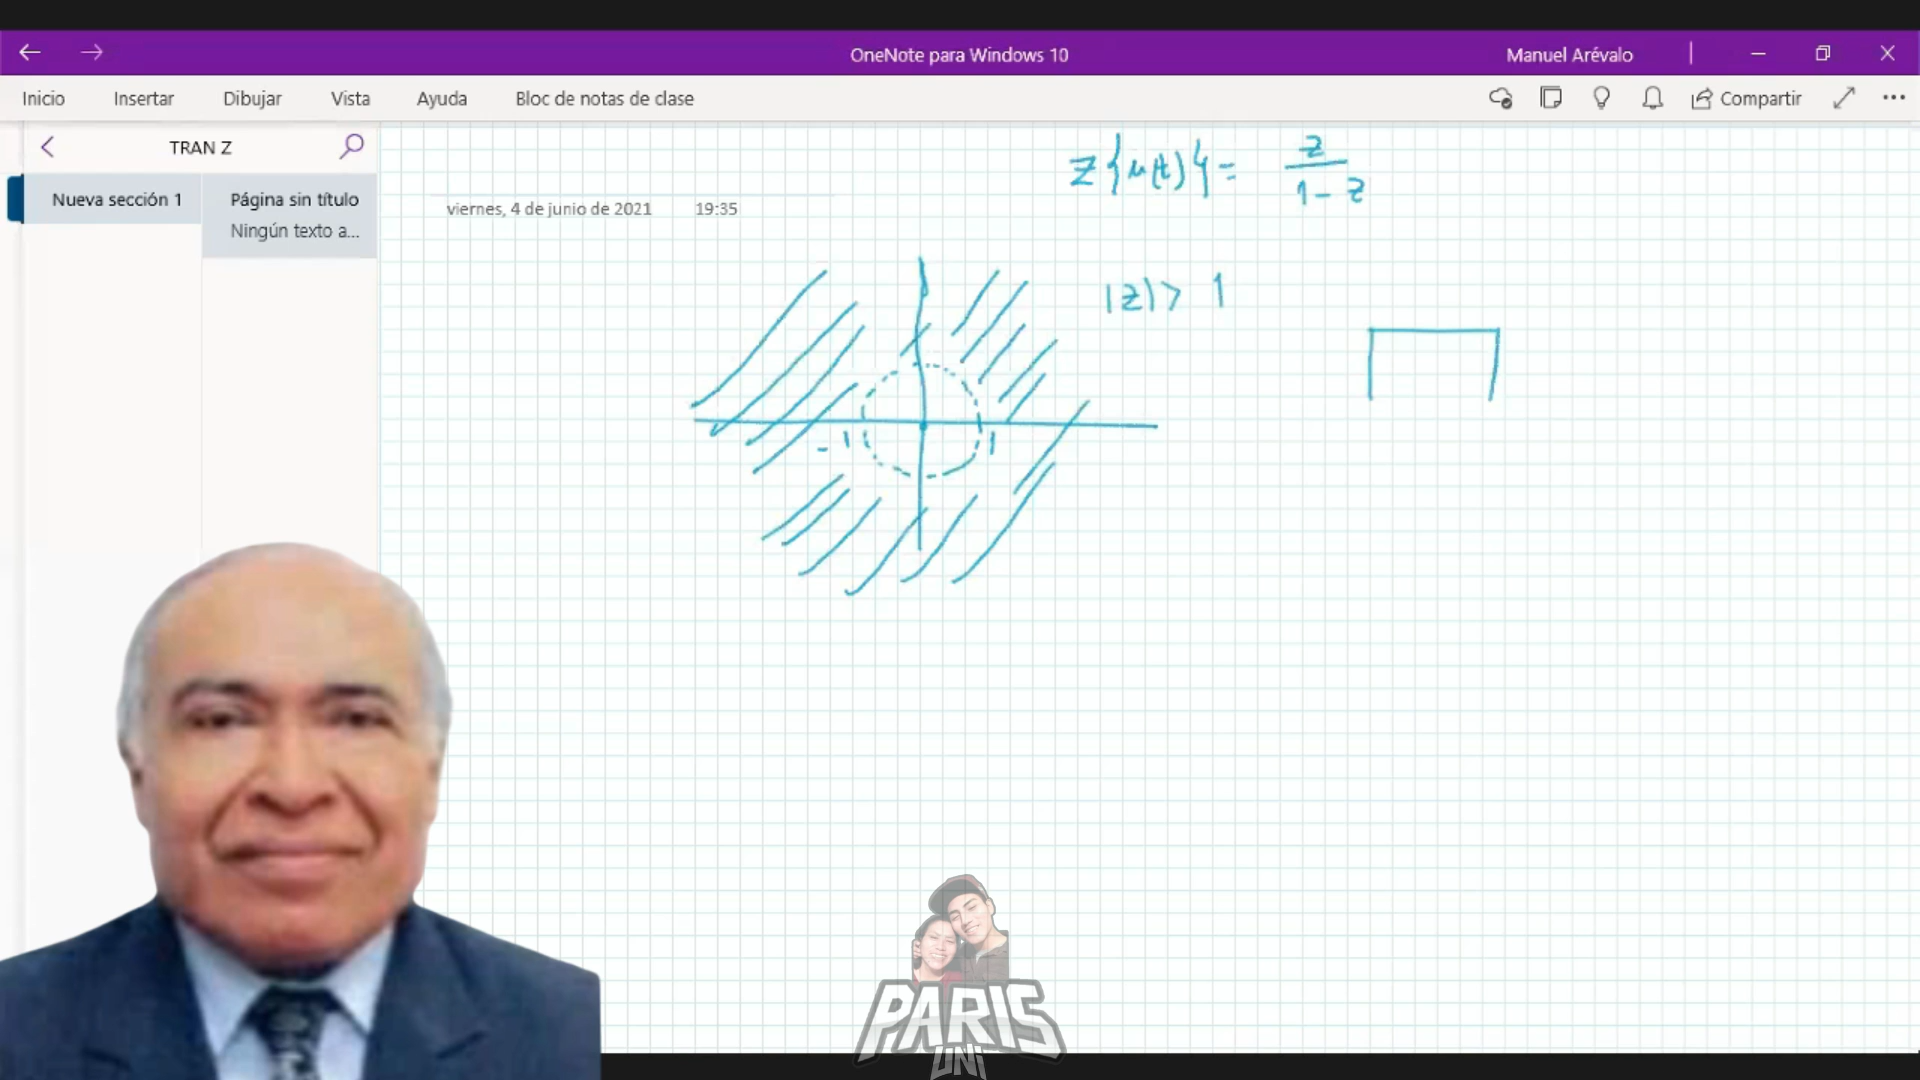 OneNote para Windows 10
Manuel Arévalo
Inicio Insertar Dibujar Vista Ayuda Bloc de notas de clase Compartir
TRAN Z
Nueva sección 1
Página sin título
Ningún texto a...
viernes, 4 de junio de 2021 19:35
Z{u(t)}= z/(1-z)
|z|> 1
-1 1
PARIS
UNI